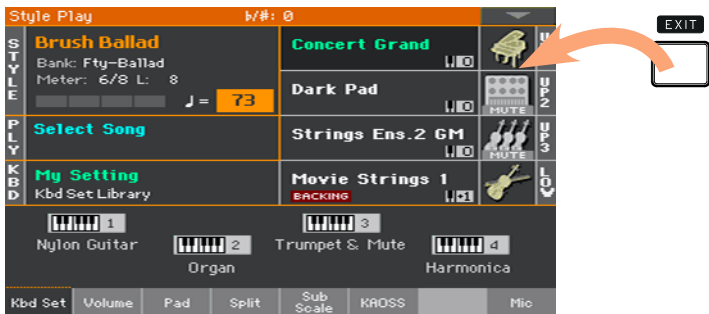 Style Play ♭/#: 0
EXIT
STYLE
Brush Ballad
Bank: Fty-Ballad
Meter: 6/8 L: 8
♩ = 73
Concert Grand
Dark Pad
MUTE
UP2
PLY
Select Song
Strings Ens.2 GM
MUTE
UP3
KBD
My Setting
Kbd Set Library
Movie Strings 1
BACKING
LOW
1
Nylon Guitar
2
Organ
3
Trumpet & Mute
4
Harmonica
Kbd Set Volume Pad Split Sub Scale KAOSS Mic